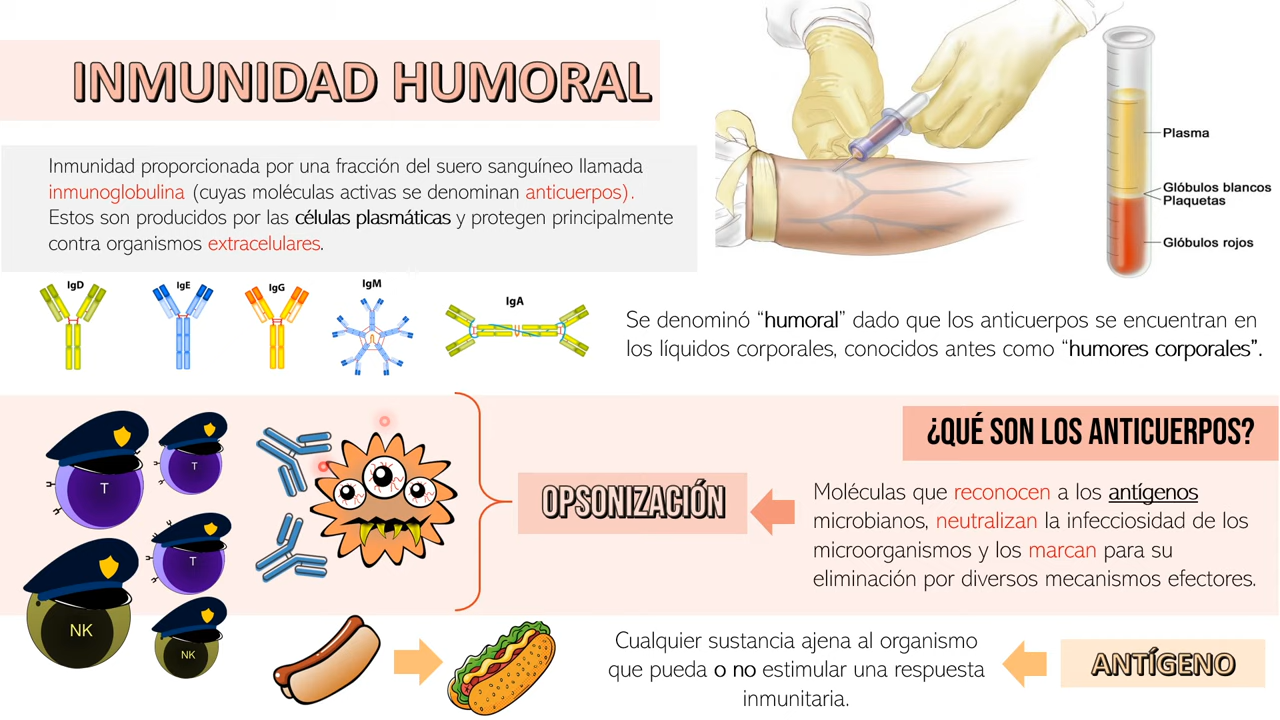 INMUNIDAD HUMORAL
Inmunidad proporcionada por una fracción del suero sanguíneo llamada
inmunoglobulina (cuyas moléculas activas se denominan anticuerpos).
Estos son producidos por las células plasmáticas y protegen principalmente
contra organismos extracelulares.
Plasma
Glóbulos blancos
Plaquetas
Glóbulos rojos
IgD
IgE
IgG
IgM
IgA
Se denominó “humoral” dado que los anticuerpos se encuentran en
los líquidos corporales, conocidos antes como “humores corporales”.
¿QUÉ SON LOS ANTICUERPOS?
Moléculas que reconocen a los antígenos
microbianos, neutralizan la infecciosidad de los
microorganismos y los marcan para su
eliminación por diversos mecanismos efectores.
OPSONIZACIÓN
T
T
T
NK
NK
Cualquier sustancia ajena al organismo
que pueda o no estimular una respuesta
inmunitaria.
ANTÍGENO